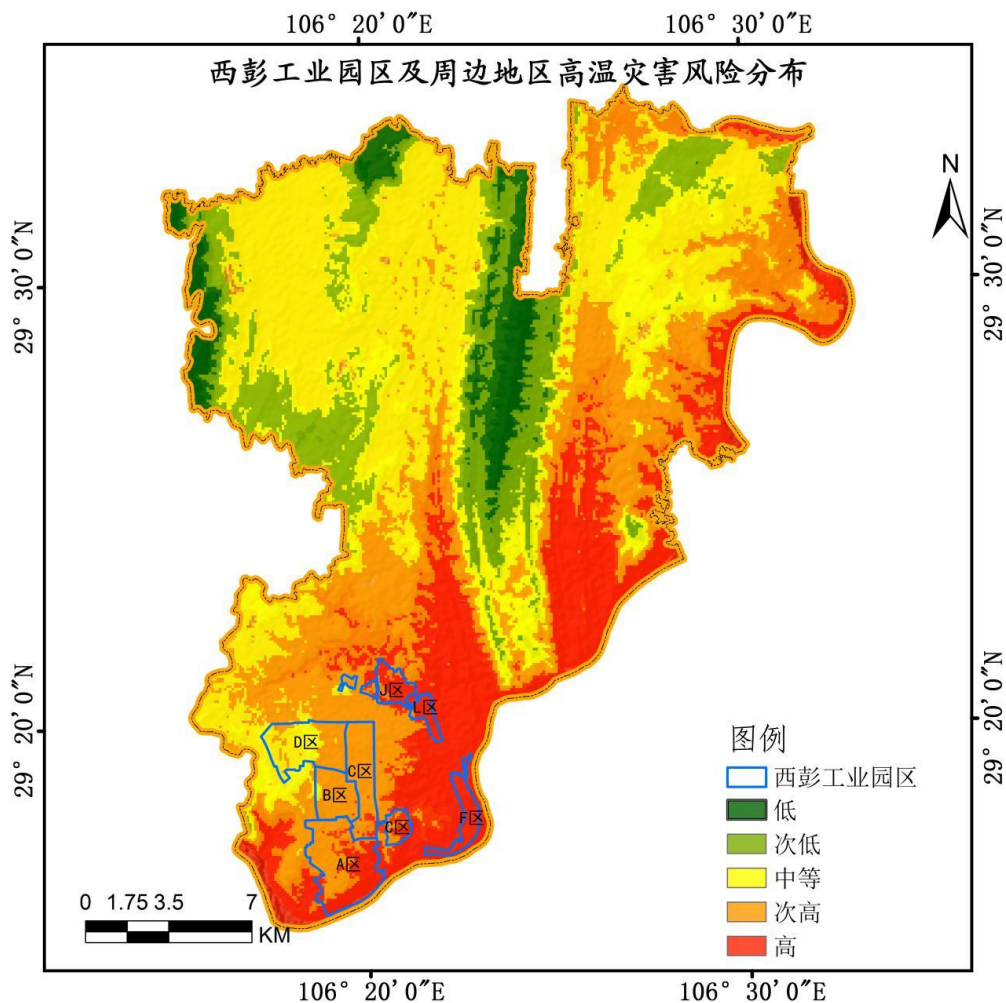 106° 20′ 0″E 106° 30′ 0″E
西彭工业园区及周边地区高温灾害风险分布
N
29° 30′ 0″N
29° 30′ 0″N
29° 20′ 0″N
29° 20′ 0″N
J区
L区
D区
C区
B区
C区
F区
A区
图例
西彭工业园区
低
次低
中等
次高
高
0 1.75 3.5 7
KM
106° 20′ 0″E 106° 30′ 0″E